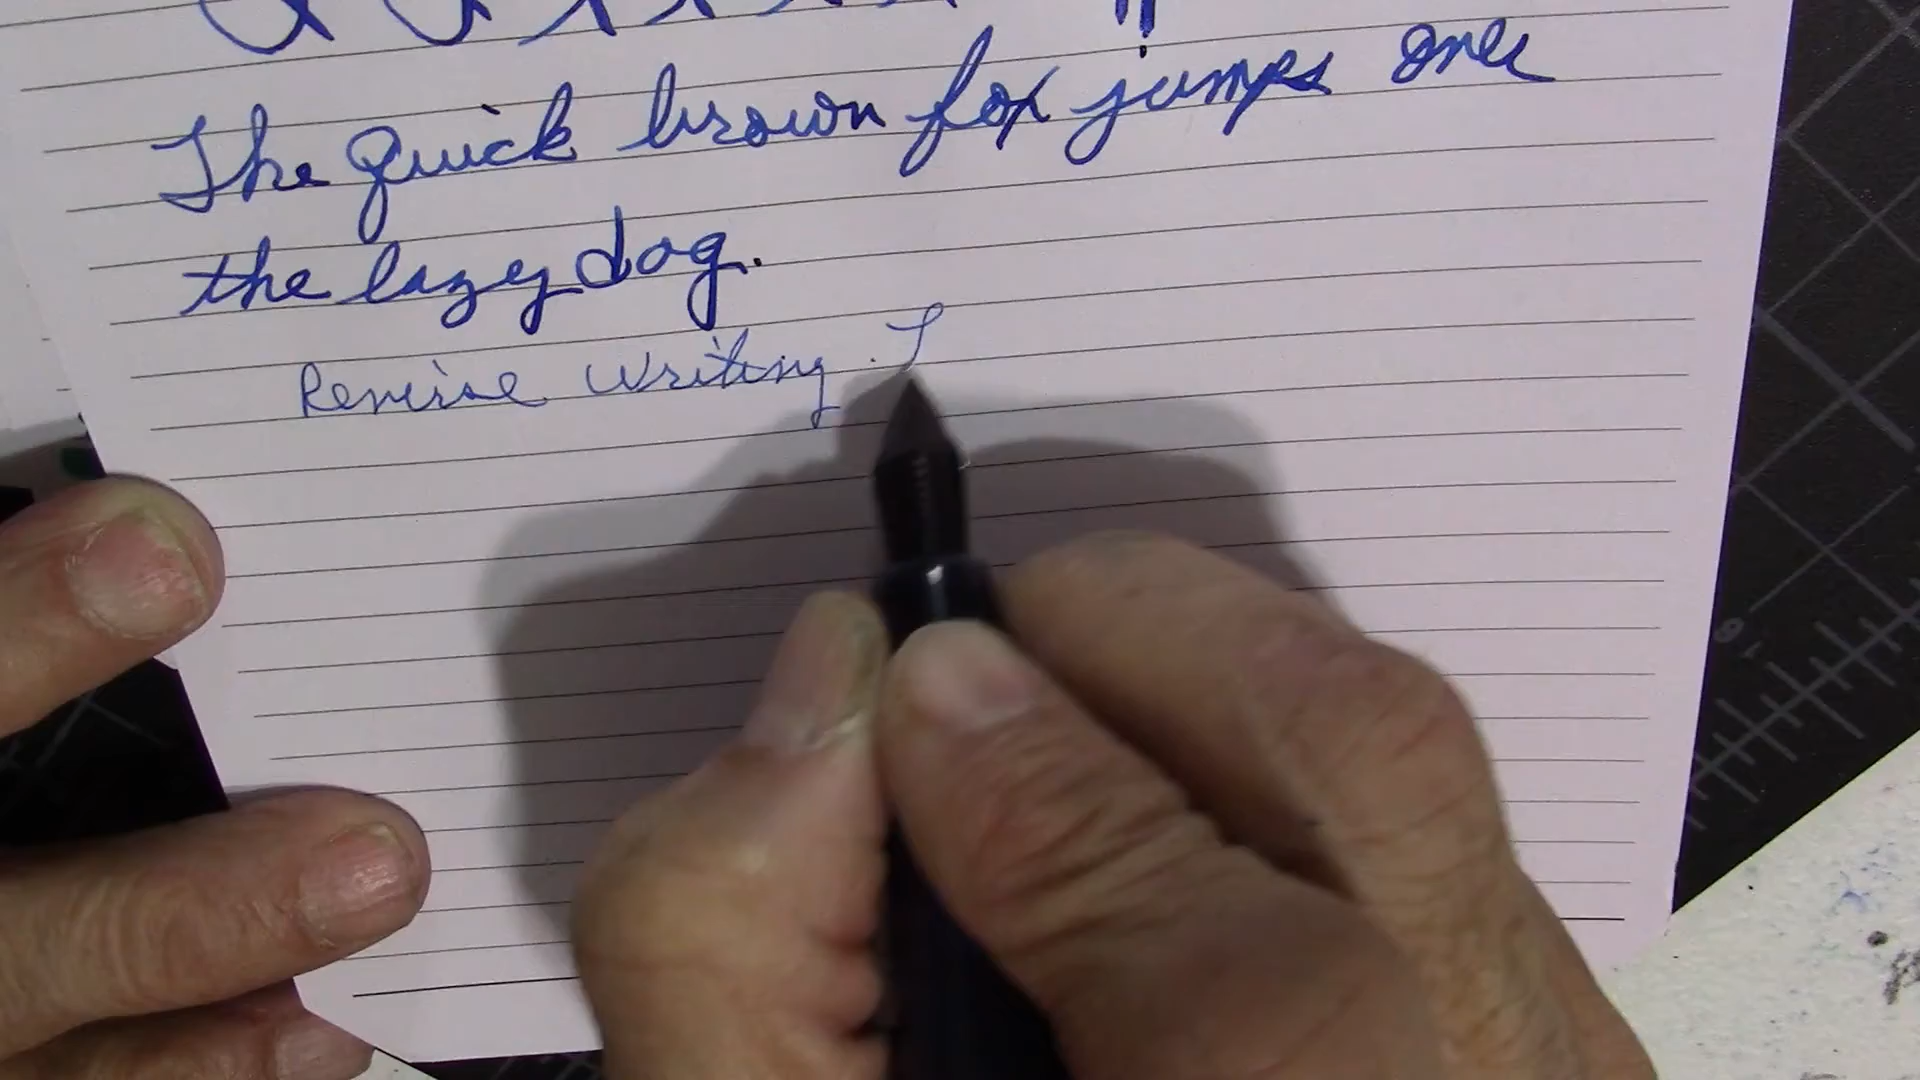 The quick brown fox jumps over
the lazy dog.
Reverse Writing. T